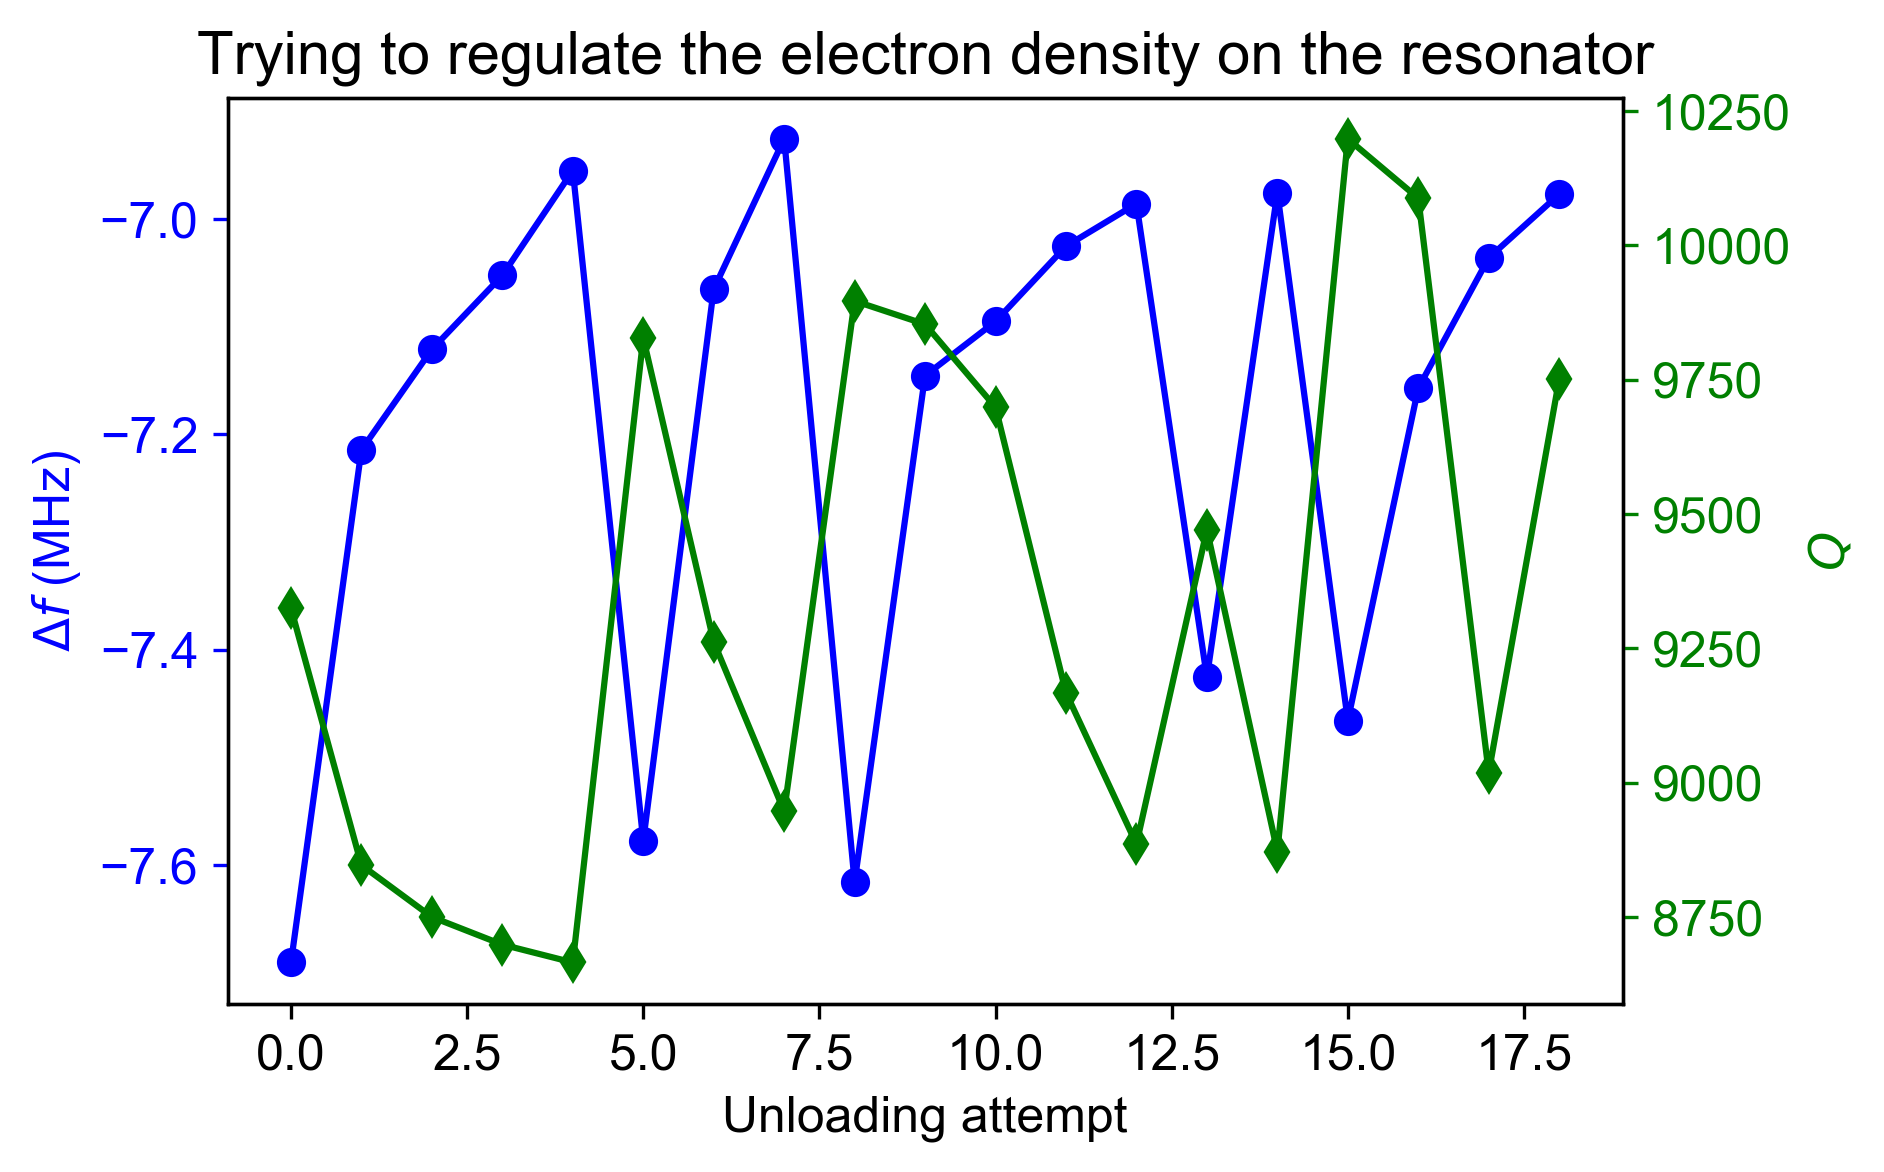 Trying to regulate the electron density on the resonator
Δf (MHz)
−7.0
−7.2
−7.4
−7.6
10250
10000
9750
9500
9250
9000
8750
Q
0.0 2.5 5.0 7.5 10.0 12.5 15.0 17.5
Unloading attempt